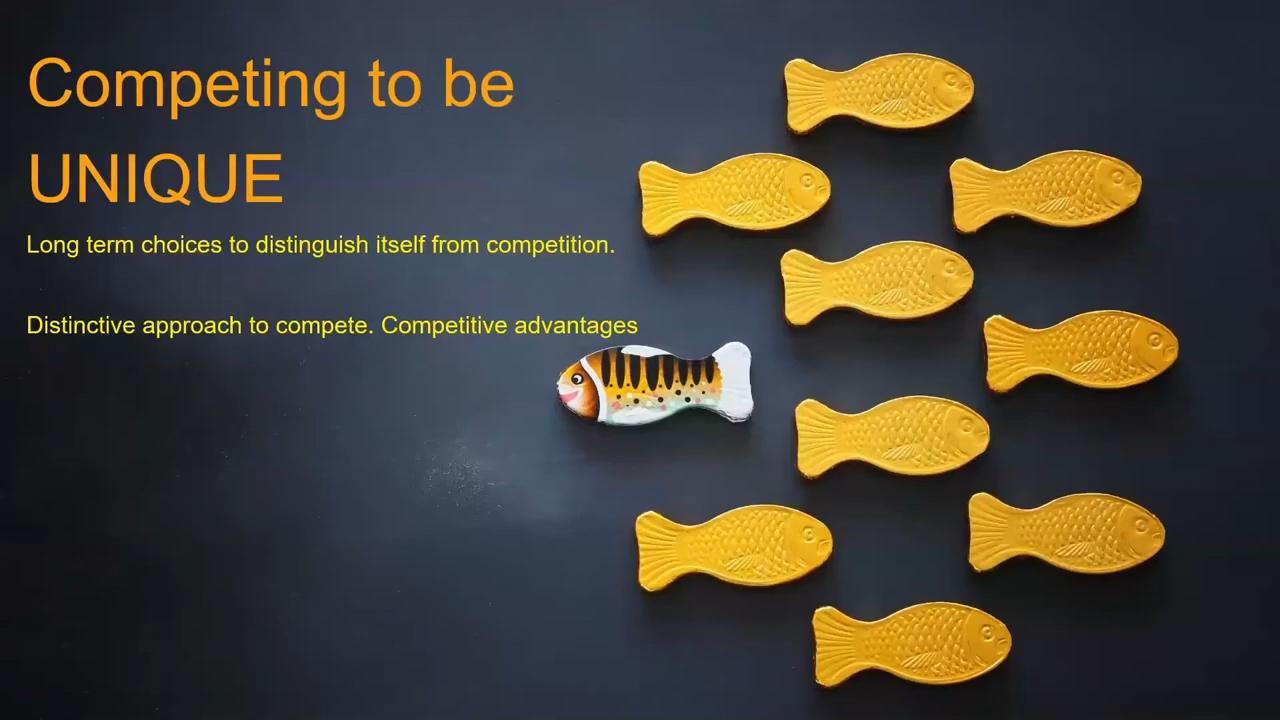 Competing to be
UNIQUE
Long term choices to distinguish itself from competition.
Distinctive approach to compete. Competitive advantages